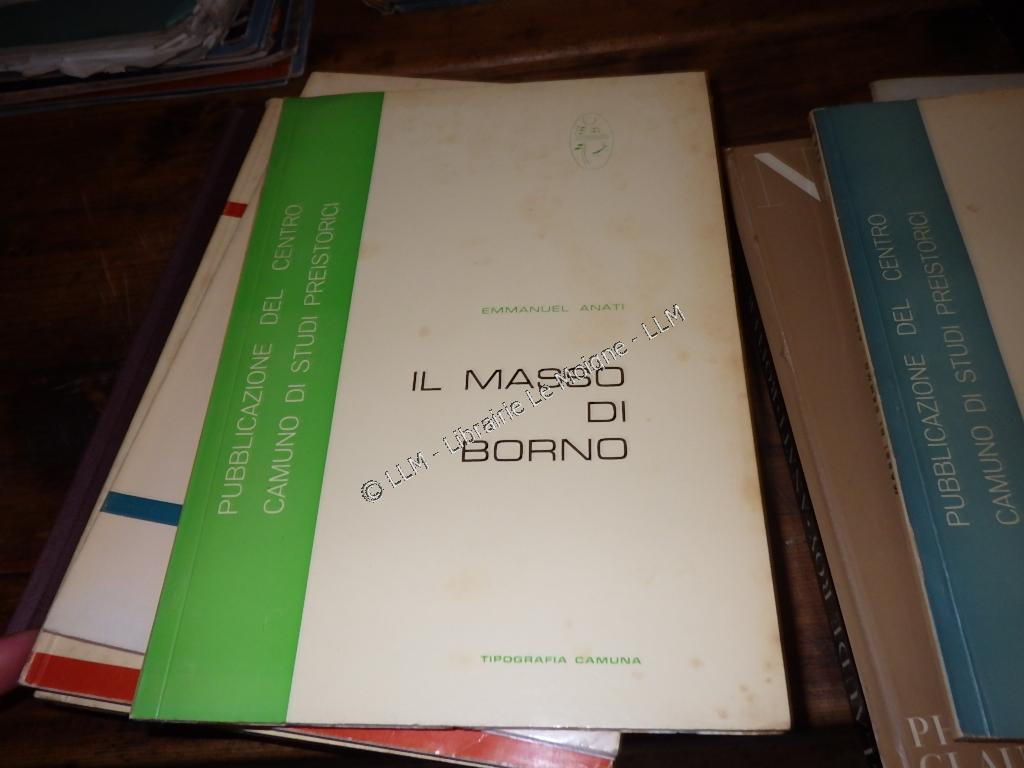 PUBBLICAZIONE DEL CENTRO
CAMUNO DI STUDI PREISTORICI
EMMANUEL ANATI
IL MASSO
DI
BORNO
TIPOGRAFIA CAMUNA
© LLM - Librairie Le Moigne - LLM
PUBBLICAZIONE DEL CENTRO
CAMUNO DI STUDI PREISTORICI